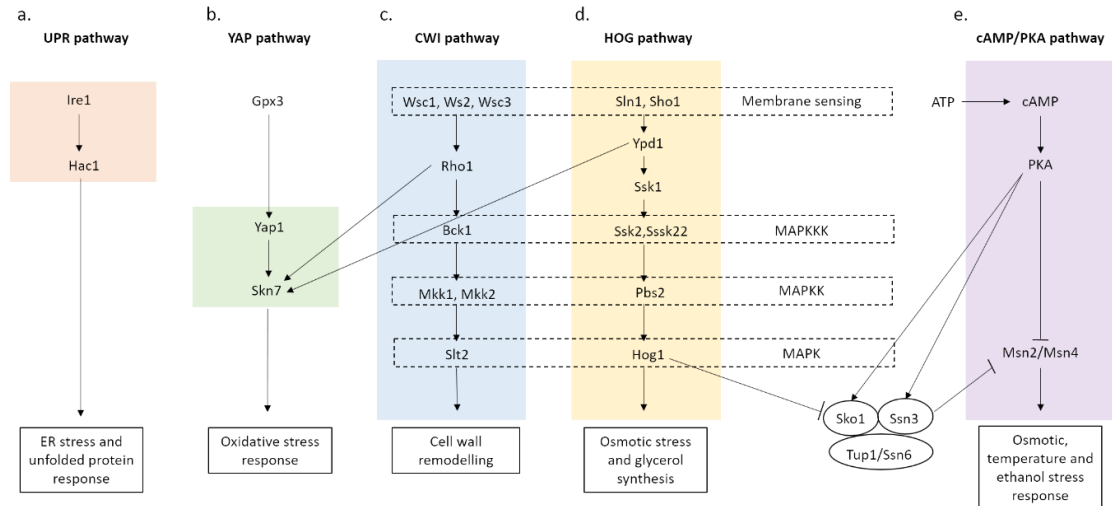 a.
UPR pathway
Ire1
Hac1
ER stress and
unfolded protein
response
b.
YAP pathway
Gpx3
Yap1
Skn7
Oxidative stress
response
c.
CWI pathway
Wsc1, Ws2, Wsc3
Rho1
Bck1
Mkk1, Mkk2
Slt2
Cell wall
remodelling
d.
HOG pathway
Sln1, Sho1
Membrane sensing
Ypd1
Ssk1
Ssk2,Sssk22
MAPKKK
Pbs2
MAPKK
Hog1
MAPK
Osmotic stress
and glycerol
synthesis
Sko1
Ssn3
Tup1/Ssn6
e.
cAMP/PKA pathway
ATP
cAMP
PKA
Msn2/Msn4
Osmotic,
temperature and
ethanol stress
response